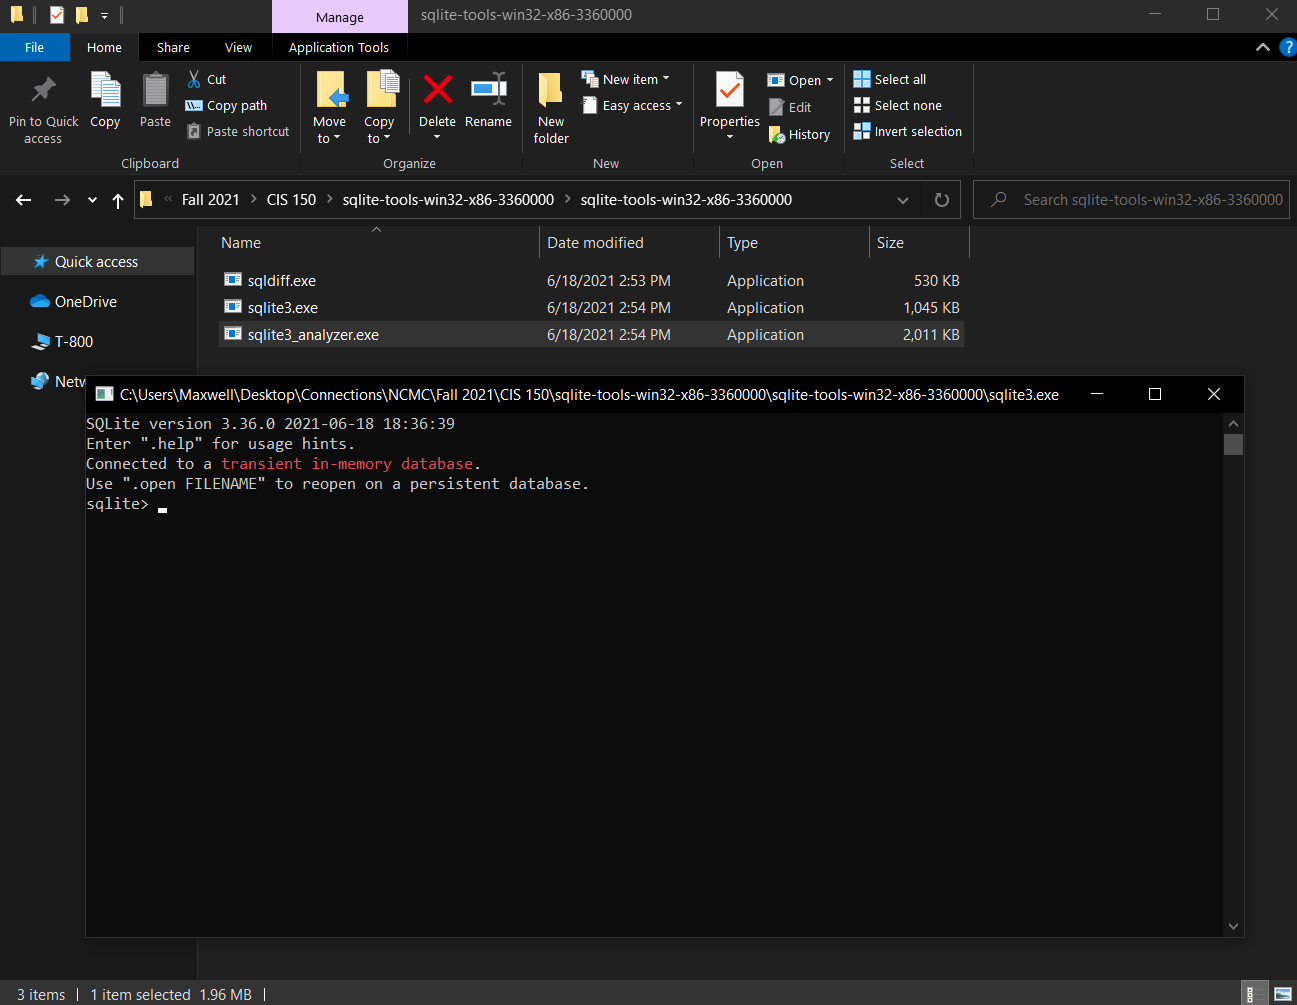 Manage
sqlite-tools-win32-x86-3360000
File
Home
Share
View
Application Tools
?
Pin to Quick access
Copy
Paste
Cut
Copy path
Paste shortcut
Clipboard
Move to
Copy to
Delete
Rename
Organize
New folder
New item
Easy access
New
Properties
Open
Edit
History
Open
Select all
Select none
Invert selection
Select
« Fall 2021 > CIS 150 > sqlite-tools-win32-x86-3360000 > sqlite-tools-win32-x86-3360000
Search sqlite-tools-win32-x86-3360000
Name Date modified Type Size
Quick access
OneDrive
T-800
Netw
sqldiff.exe 6/18/2021 2:53 PM Application 530 KB
sqlite3.exe 6/18/2021 2:54 PM Application 1,045 KB
sqlite3_analyzer.exe 6/18/2021 2:54 PM Application 2,011 KB
C:\Users\Maxwell\Desktop\Connections\NCMC\Fall 2021\CIS 150\sqlite-tools-win32-x86-3360000\sqlite-tools-win32-x86-3360000\sqlite3.exe
SQLite version 3.36.0 2021-06-18 18:36:39
Enter ".help" for usage hints.
Connected to a transient in-memory database.
Use ".open FILENAME" to reopen on a persistent database.
sqlite>
3 items | 1 item selected 1.96 MB |